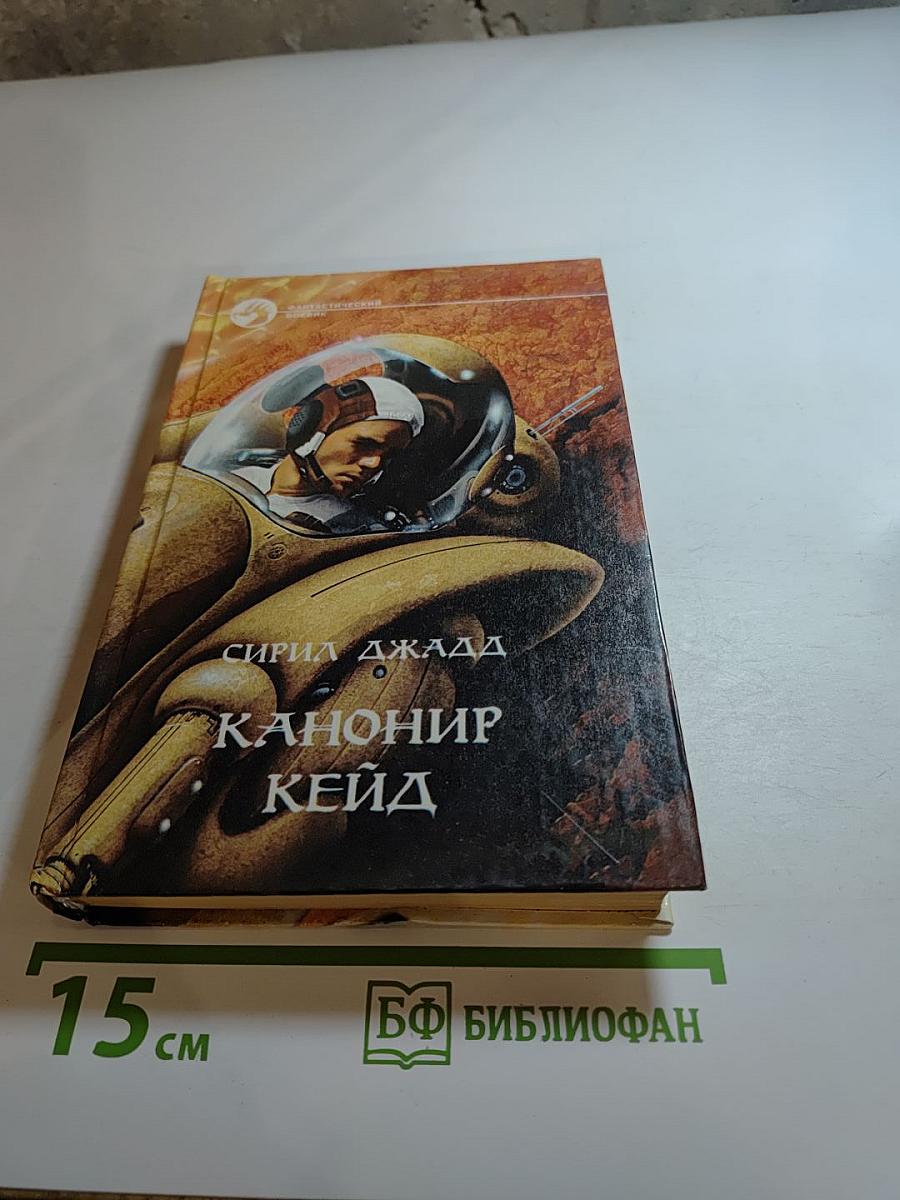 ФАНТАСТИЧЕСКИЙ
БОЕВИК
СИРИЛ ДЖАДД
КАНОНИР
КЕЙД
15 см
БФ БИБЛИОФАН